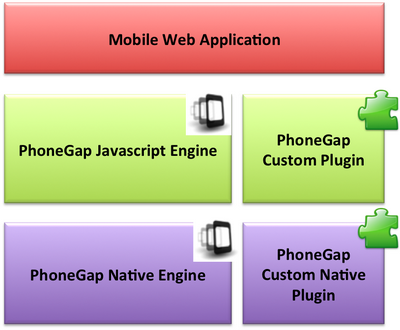 Mobile Web Application
PhoneGap Javascript Engine
PhoneGap
Custom Plugin
PhoneGap Native Engine
PhoneGap
Custom Native
Plugin